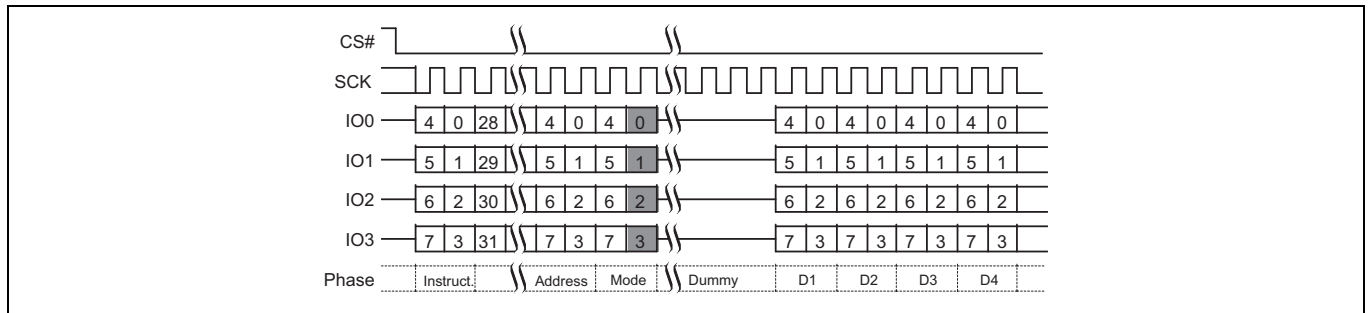 CS#
SCK
IO0 4 0 28 4 0 4 0 4 0 4 0 4 0 4 0
IO1 5 1 29 5 1 5 1 5 1 5 1 5 1 5 1
IO2 6 2 30 6 2 6 2 6 2 6 2 6 2 6 2
IO3 7 3 31 7 3 7 3 7 3 7 3 7 3 7 3
Phase Instruct. Address Mode Dummy D1 D2 D3 D4